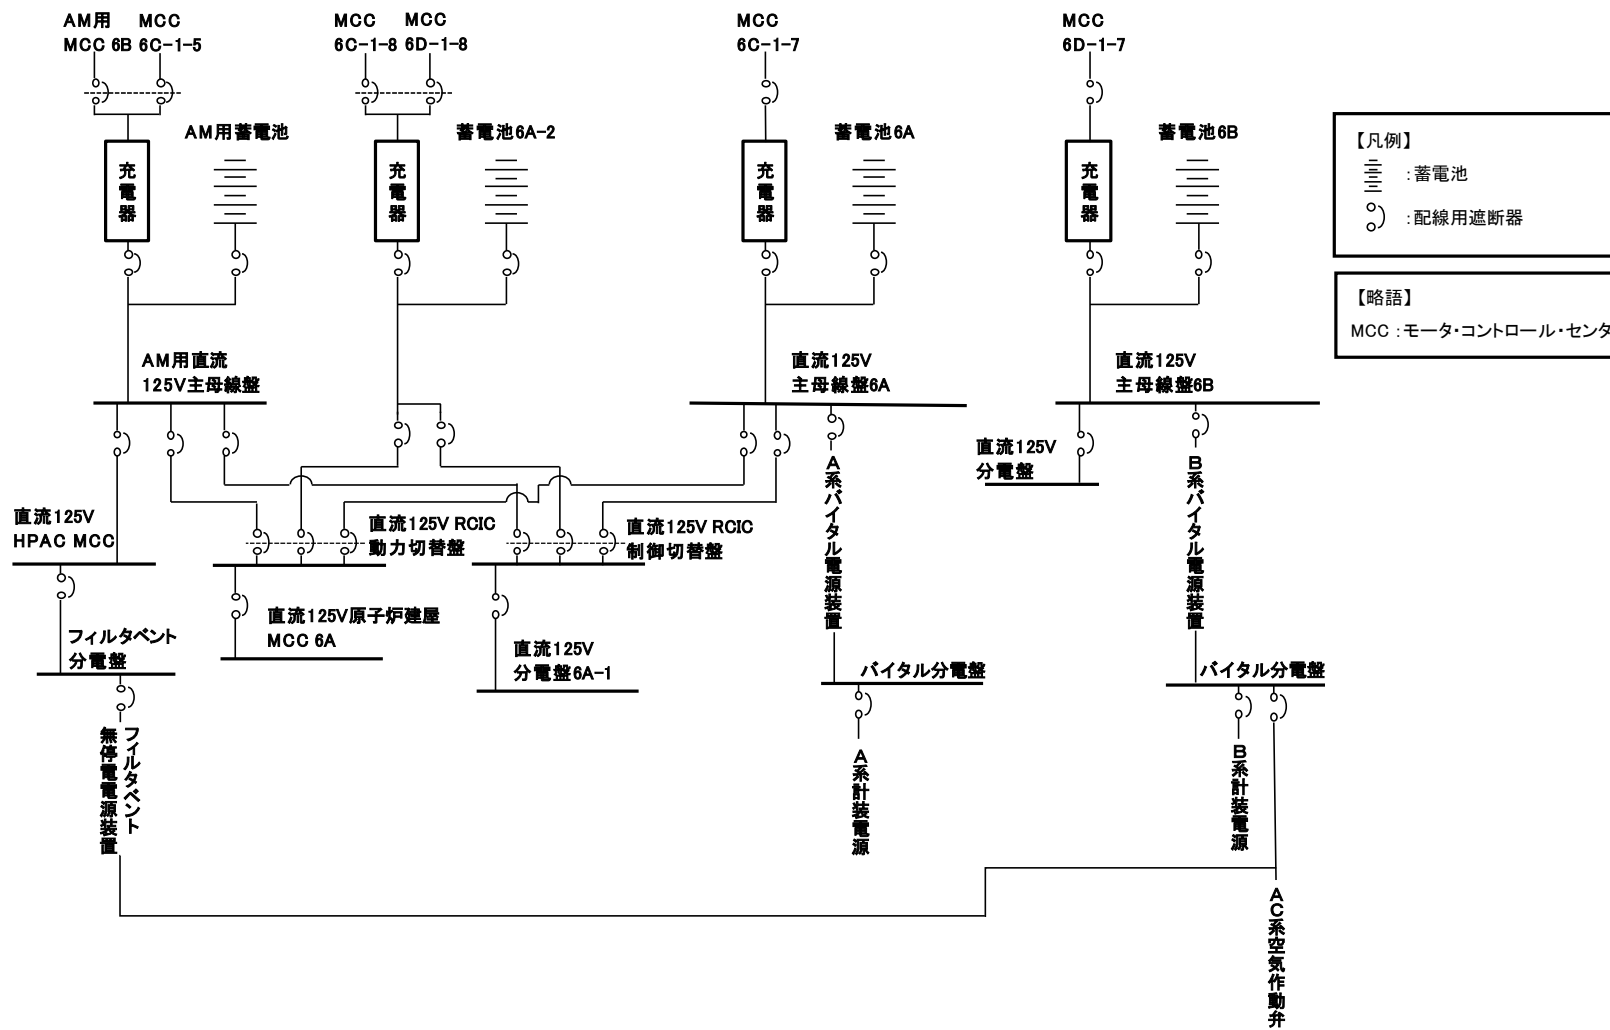 AM用 MCC
MCC 6B 6C-1-5
MCC MCC
6C-1-8 6D-1-8
MCC
6C-1-7
MCC
6D-1-7
充電器
AM用蓄電池
充電器
蓄電池6A-2
充電器
蓄電池6A
充電器
蓄電池6B
【凡例】
:蓄電池
:配線用遮断器
【略語】
MCC :モータ・コントロール・センタ
AM用直流
125V主母線盤
直流125V
主母線盤6A
直流125V
主母線盤6B
直流125V
分電盤
A系バイタル電源装置
B系バイタル電源装置
直流125V
HPAC MCC
直流125V RCIC
動力切替盤
直流125V RCIC
制御切替盤
直流125V原子炉建屋
MCC 6A
フィルタベント
分電盤
直流125V
分電盤6A-1
バイタル分電盤
バイタル分電盤
フィルタベント
無停電電源装置
A系計装電源
B系計装電源
AC系空気作動弁